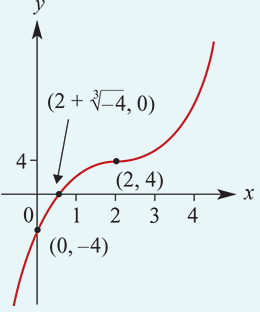 y
(2 + ∛−4, 0)
4
(2, 4)
x
0 1 2 3 4
(0, −4)